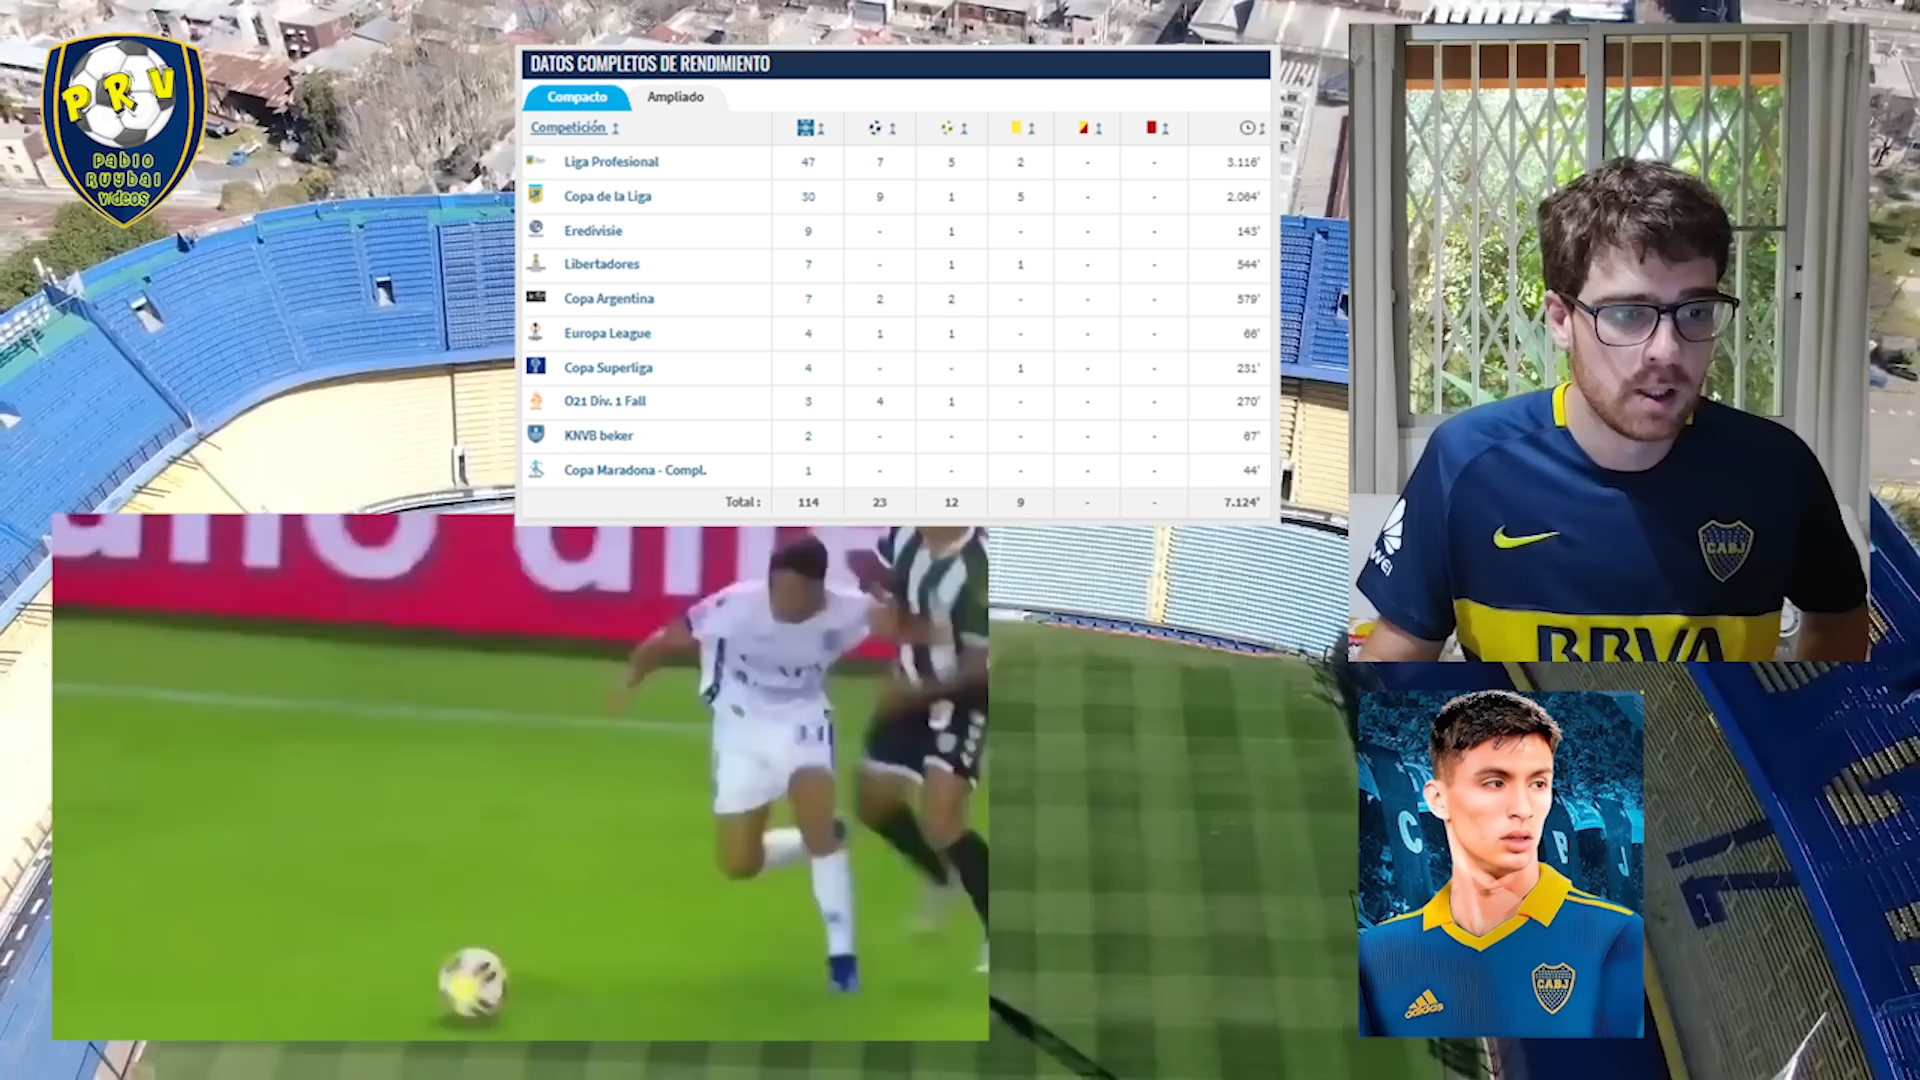 PRV
Pablo
Ruybal
Videos
DATOS COMPLETOS DE RENDIMIENTO
Compacto Ampliado
Competición
Liga Profesional 47 7 5 2 - - 3.116'
Copa de la Liga 30 9 1 5 - - 2.064'
Eredivisie 9 - 1 - - - 143'
Libertadores 7 - 1 1 - - 544'
Copa Argentina 7 2 2 - - - 579'
Europa League 4 1 1 - - - 66'
Copa Superliga 4 - - 1 - - 231'
O21 Div. 1 Fall 3 4 1 - - - 270'
KNVB beker 2 - - - - - 67'
Copa Maradona - Compl. 1 - - - - - 44'
Total : 114 23 12 9 - - 7.124'
CABJ
BBVA
C B J
adidas
CABJ